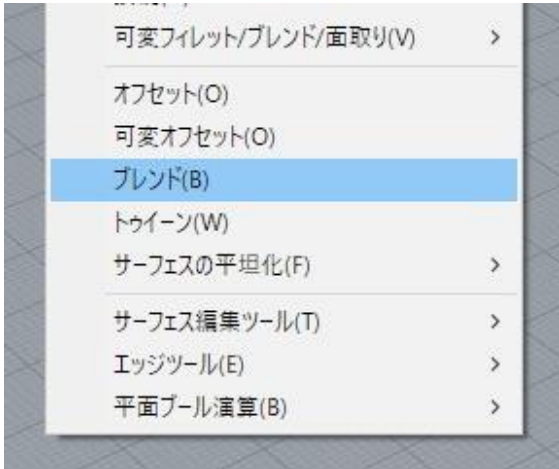 可変フィレット/ブレンド/面取り(V)
オフセット(O)
可変オフセット(O)
ブレンド(B)
トゥイーン(W)
サーフェスの平坦化(F)
サーフェス編集ツール(T)
エッジツール(E)
平面ブール演算(B)